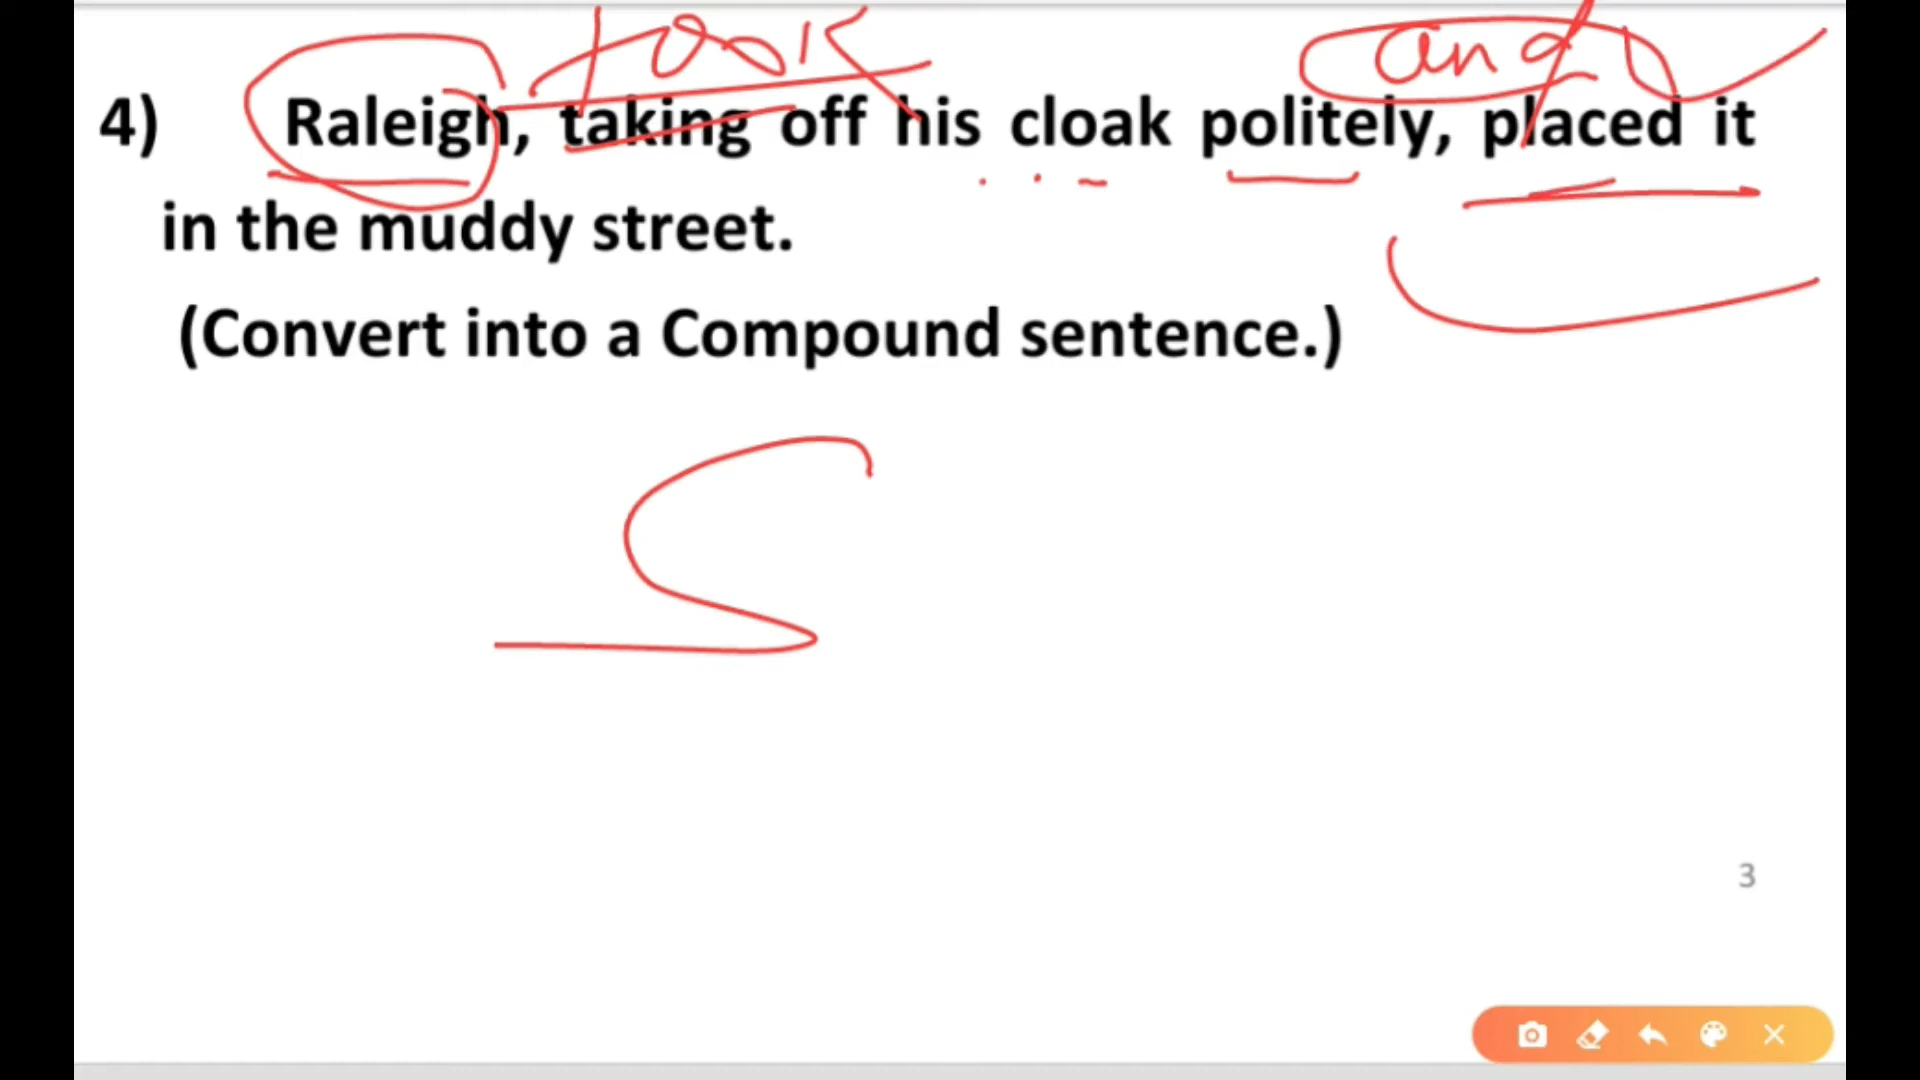 took and
4) Raleigh, taking off his cloak politely, placed it
in the muddy street.
(Convert into a Compound sentence.)
3